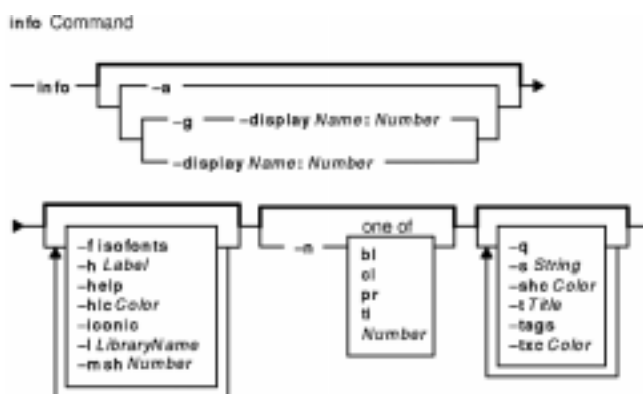 info Command
info
-a
-g -display Name: Number
-display Name: Number
-f isofonts
-h Label
-help
-hlc Color
-iconic
-l LibraryName
-msh Number
-n
one of
bl
cl
pr
tl
Number
-q
-s String
-shc Color
-t Title
-tags
-txc Color